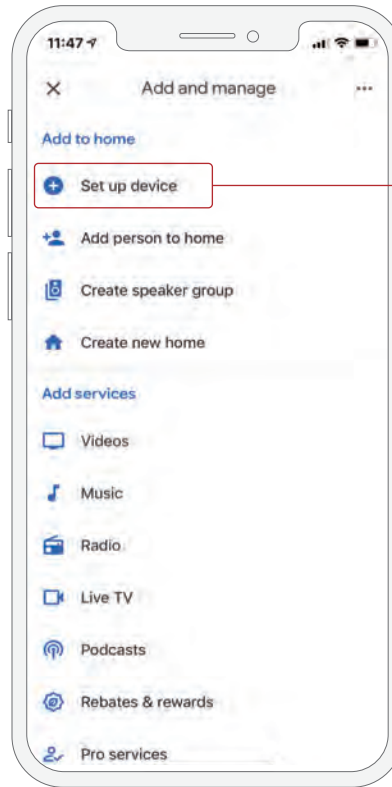 11:47
Add and manage
Add to home
Set up device
Add person to home
Create speaker group
Create new home
Add services
Videos
Music
Radio
Live TV
Podcasts
Rebates & rewards
Pro services